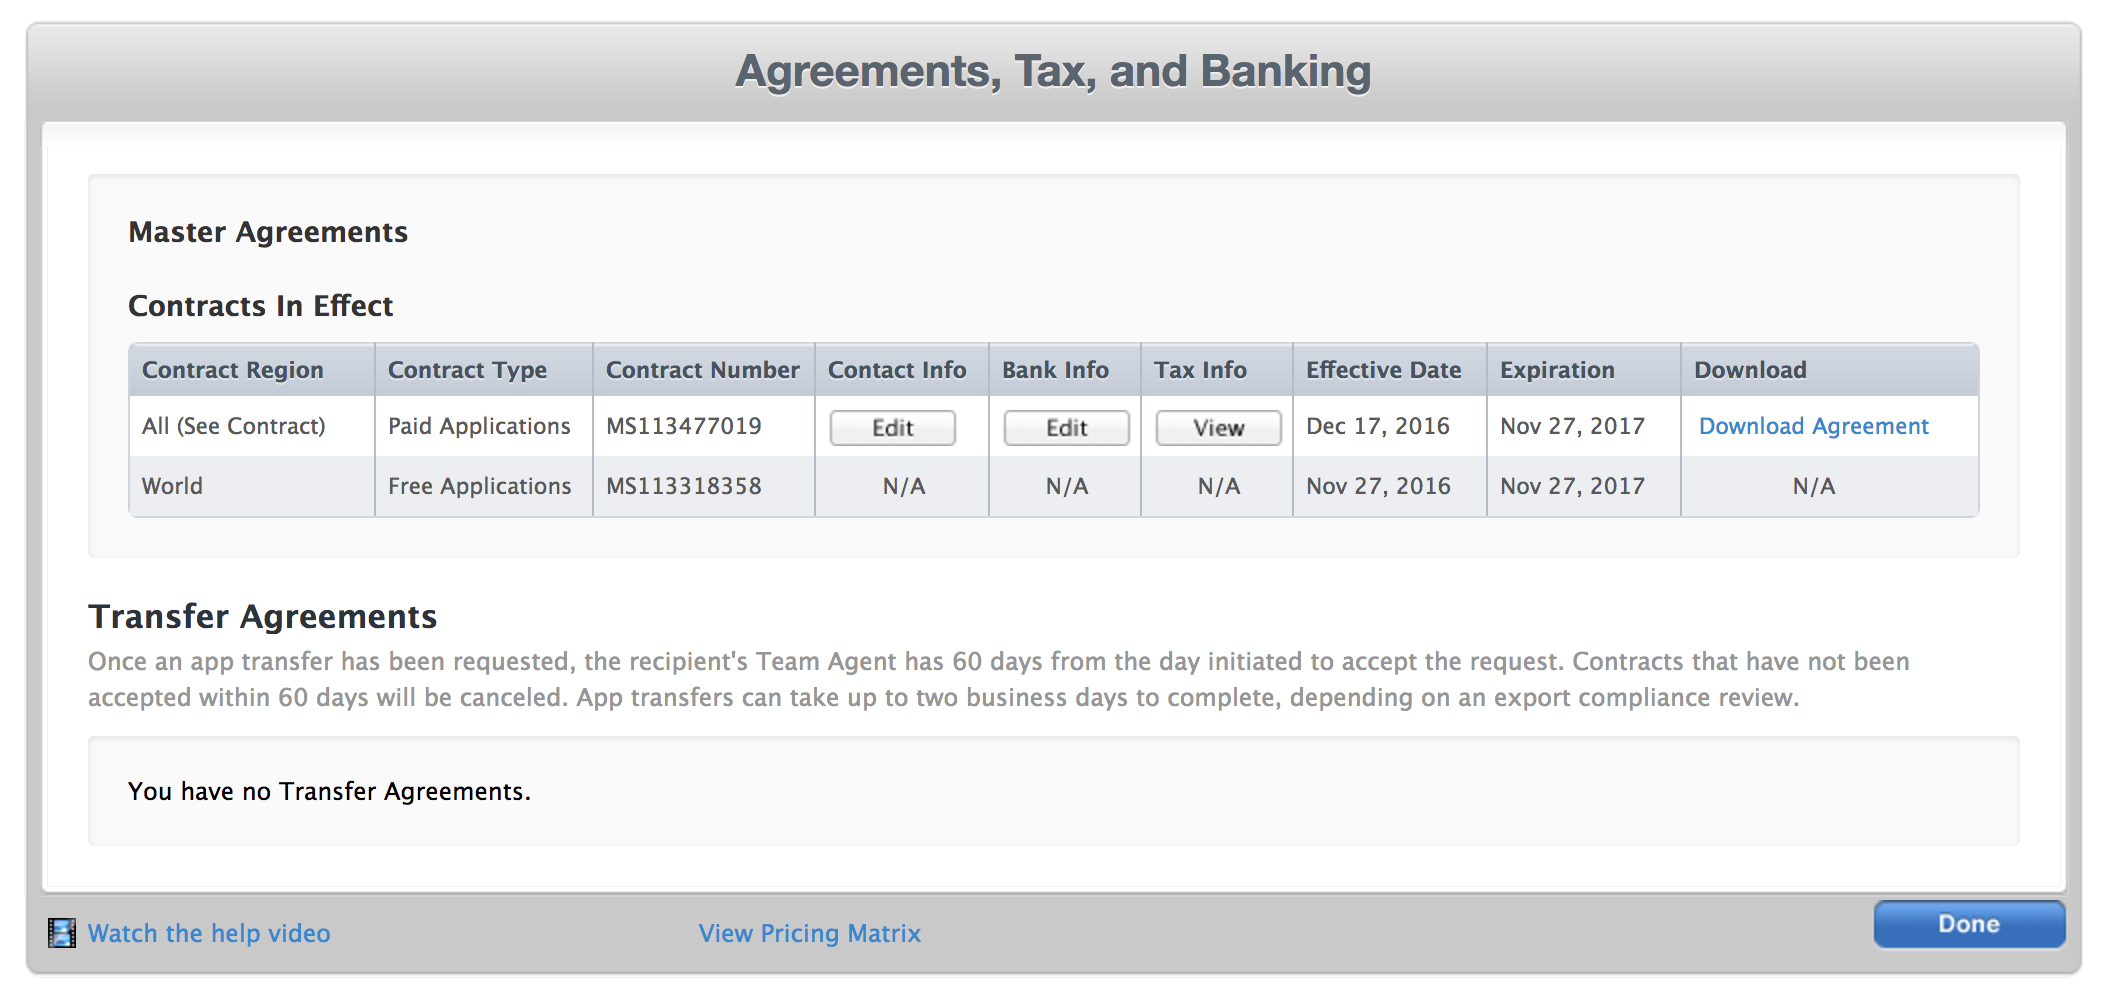 Agreements, Tax, and Banking
Master Agreements
Contracts In Effect
Contract Region Contract Type Contract Number Contact Info Bank Info Tax Info Effective Date Expiration Download
All (See Contract) Paid Applications MS113477019 Edit Edit View Dec 17, 2016 Nov 27, 2017 Download Agreement
World Free Applications MS113318358 N/A N/A N/A Nov 27, 2016 Nov 27, 2017 N/A
Transfer Agreements
Once an app transfer has been requested, the recipient's Team Agent has 60 days from the day initiated to accept the request. Contracts that have not been
accepted within 60 days will be canceled. App transfers can take up to two business days to complete, depending on an export compliance review.
You have no Transfer Agreements.
Watch the help video View Pricing Matrix Done